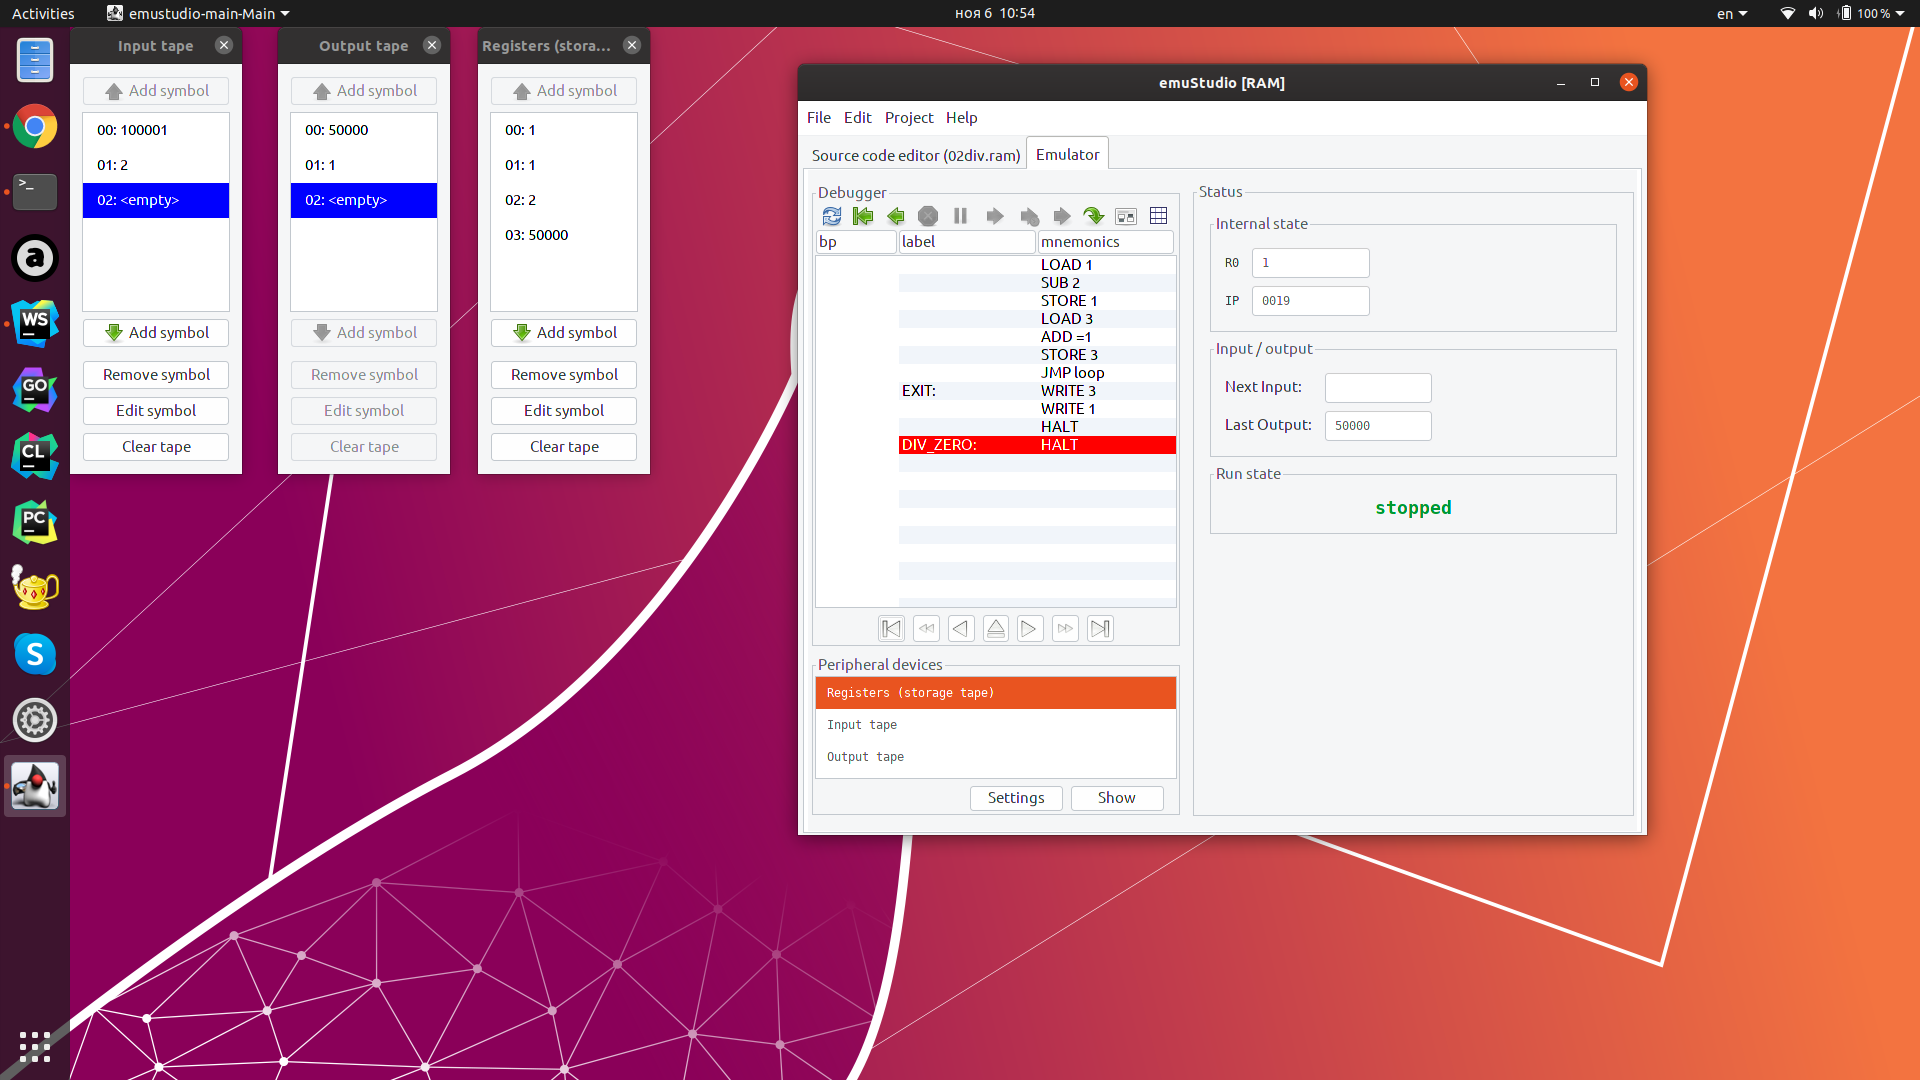 Activities
emustudio-main-Main
ноя 6 10:54
en
100 %
Input tape
Add symbol
00: 100001
01: 2
02: <empty>
Add symbol
Remove symbol
Edit symbol
Clear tape
Output tape
Add symbol
00: 50000
01: 1
02: <empty>
Add symbol
Remove symbol
Edit symbol
Clear tape
Registers (stora...
Add symbol
00: 1
01: 1
02: 2
03: 50000
Add symbol
Remove symbol
Edit symbol
Clear tape
emuStudio [RAM]
File Edit Project Help
Source code editor (02div.ram) Emulator
Debugger
bp label mnemonics
LOAD 1
SUB 2
STORE 1
LOAD 3
ADD =1
STORE 3
JMP loop
EXIT: WRITE 3
WRITE 1
HALT
DIV_ZERO: HALT
Peripheral devices
Registers (storage tape)
Input tape
Output tape
Settings Show
Status
Internal state
R0 1
IP 0019
Input / output
Next Input:
Last Output: 50000
Run state
stopped
>_
a
WS
GO
CL
PC
S